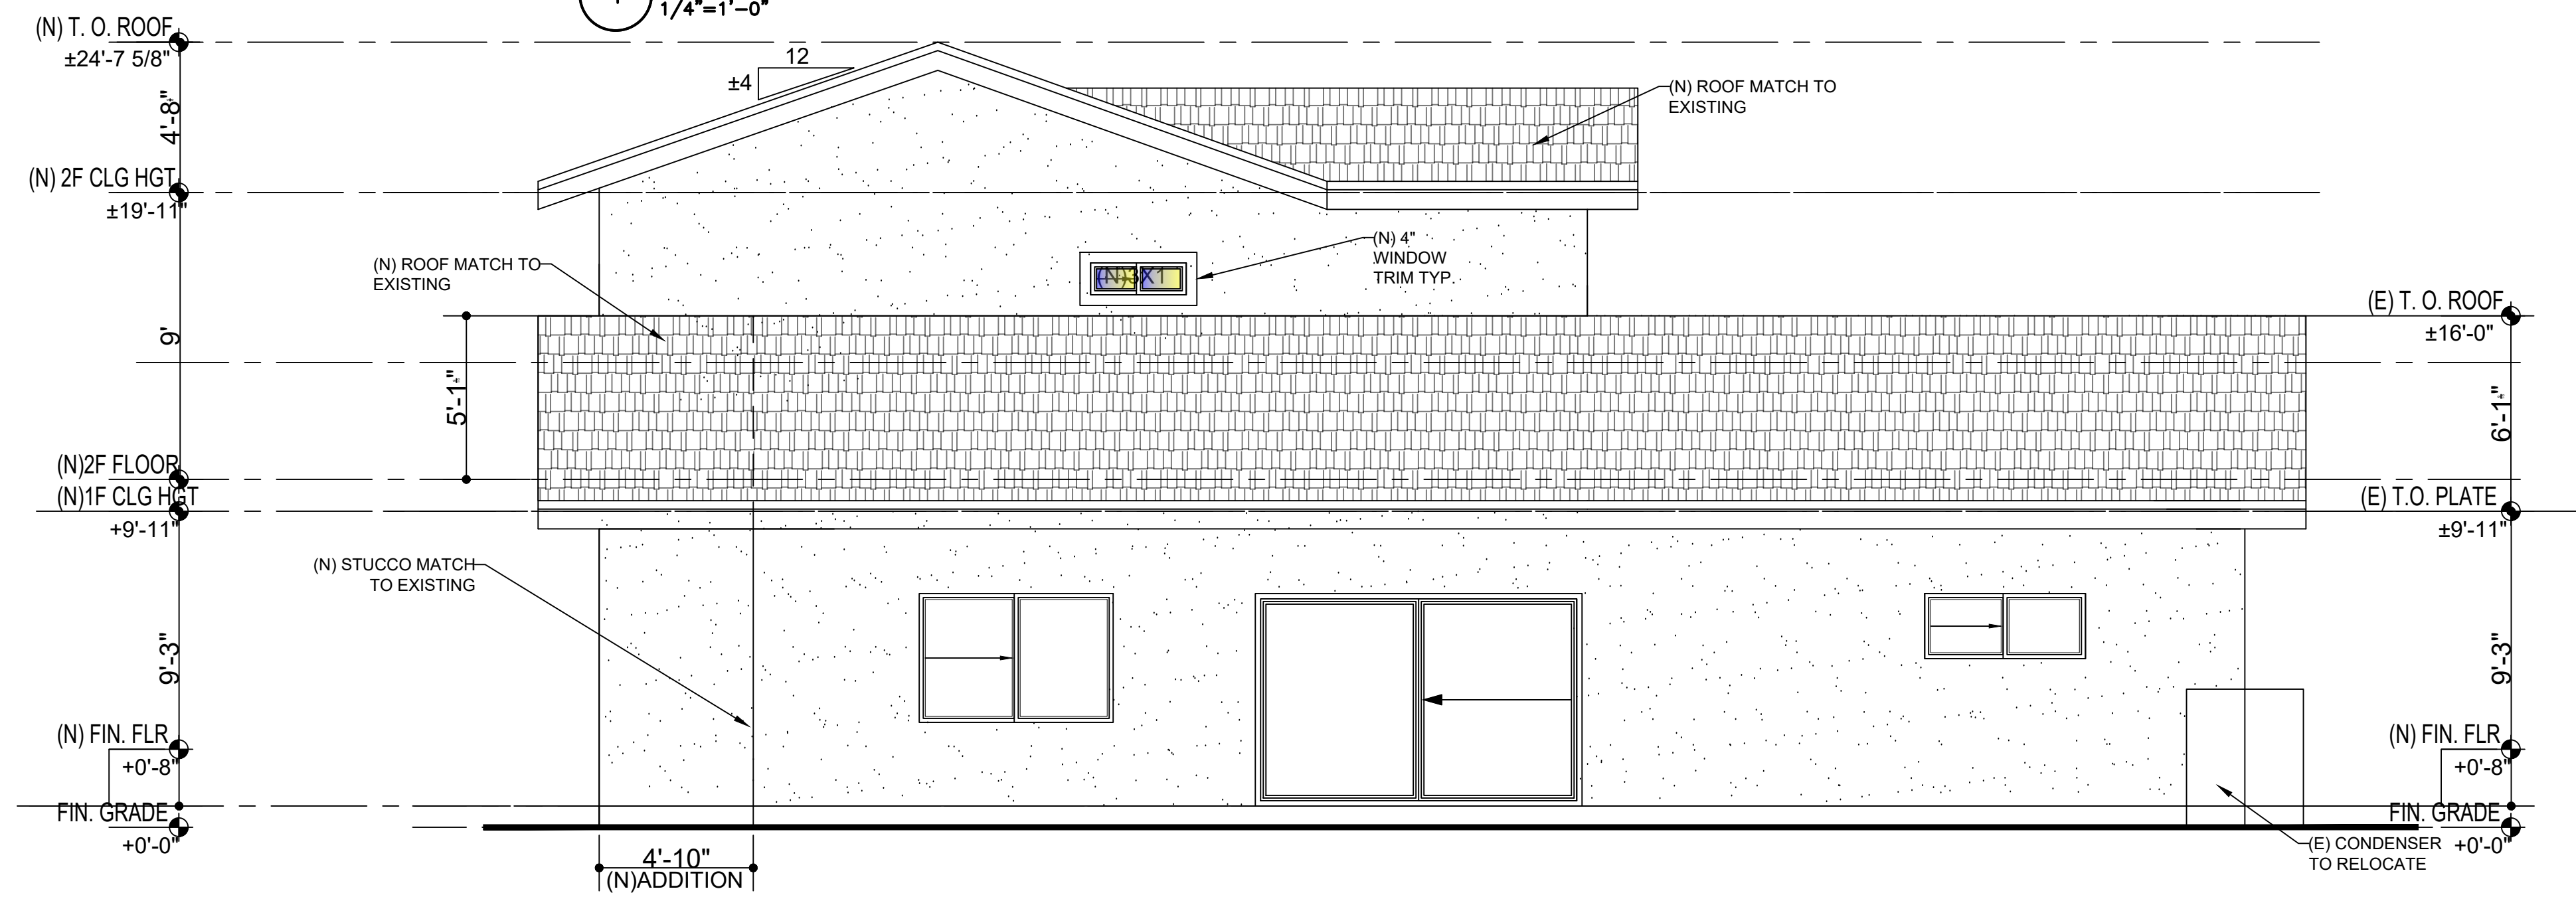 1/4"=1'-0"
(N) T. O. ROOF
±24'-7 5/8"
4'-8"
(N) 2F CLG HGT
±19'-11"
9'
(N)2F FLOOR
(N)1F CLG HGT
+9'-11"
9'-3"
(N) FIN. FLR
+0'-8"
FIN. GRADE
+0'-0"
12
±4
(N) ROOF MATCH TO
EXISTING
(N) ROOF MATCH TO
EXISTING
(N) 4"
WINDOW
TRIM TYP.
(N)3X1
5'-1"
(N) STUCCO MATCH
TO EXISTING
4'-10"
(N)ADDITION
(E) T. O. ROOF
±16'-0"
6'-1"
(E) T.O. PLATE
±9'-11"
9'-3"
(N) FIN. FLR
+0'-8"
FIN. GRADE
+0'-0"
(E) CONDENSER
TO RELOCATE